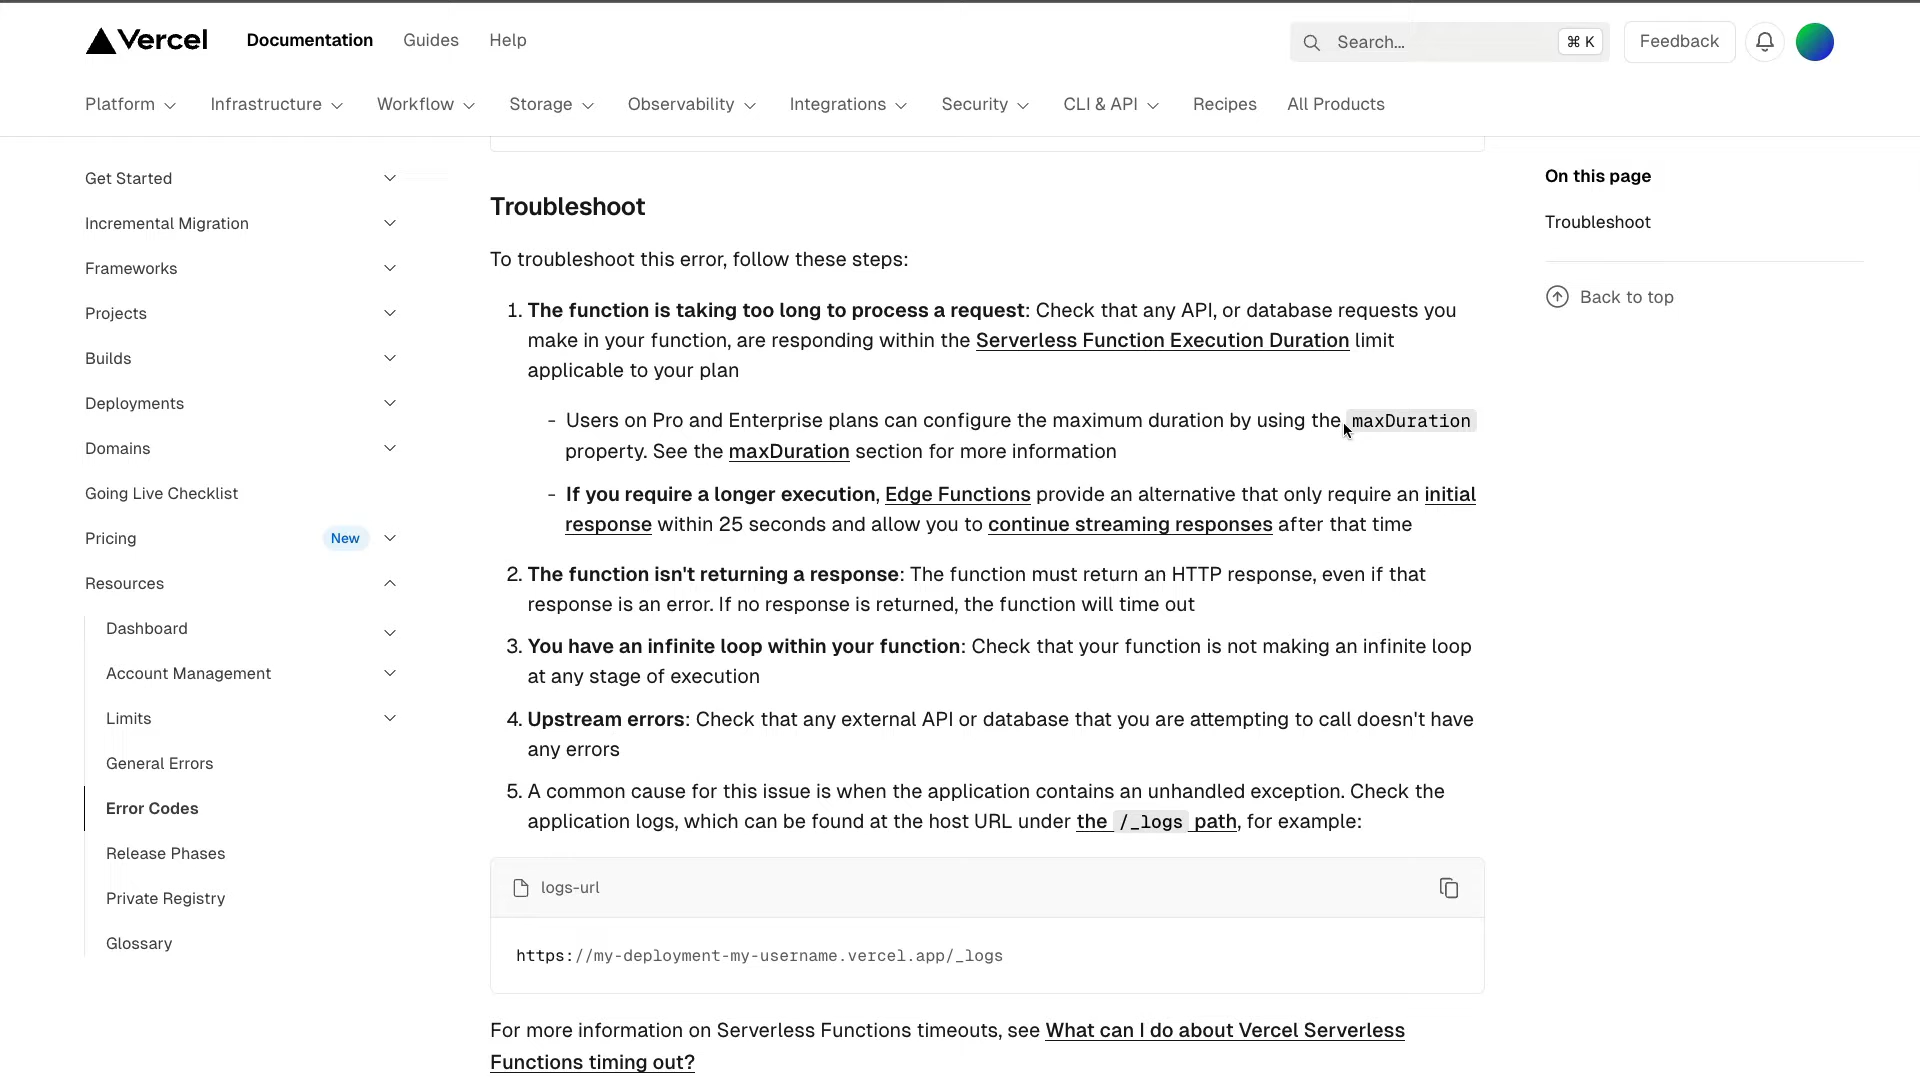 Vercel
Documentation
Guides
Help
Search...
⌘ K
Feedback
Platform
Infrastructure
Workflow
Storage
Observability
Integrations
Security
CLI & API
Recipes
All Products
Get Started
Incremental Migration
Frameworks
Projects
Builds
Deployments
Domains
Going Live Checklist
Pricing
New
Resources
Dashboard
Account Management
Limits
General Errors
Error Codes
Release Phases
Private Registry
Glossary
Troubleshoot
To troubleshoot this error, follow these steps:
1. The function is taking too long to process a request: Check that any API, or database requests you
make in your function, are responding within the Serverless Function Execution Duration limit
applicable to your plan
- Users on Pro and Enterprise plans can configure the maximum duration by using the maxDuration
property. See the maxDuration section for more information
- If you require a longer execution, Edge Functions provide an alternative that only require an initial
response within 25 seconds and allow you to continue streaming responses after that time
2. The function isn't returning a response: The function must return an HTTP response, even if that
response is an error. If no response is returned, the function will time out
3. You have an infinite loop within your function: Check that your function is not making an infinite loop
at any stage of execution
4. Upstream errors: Check that any external API or database that you are attempting to call doesn't have
any errors
5. A common cause for this issue is when the application contains an unhandled exception. Check the
application logs, which can be found at the host URL under the /_logs path, for example:
logs-url
https://my-deployment-my-username.vercel.app/_logs
For more information on Serverless Functions timeouts, see What can I do about Vercel Serverless
Functions timing out?
On this page
Troubleshoot
Back to top